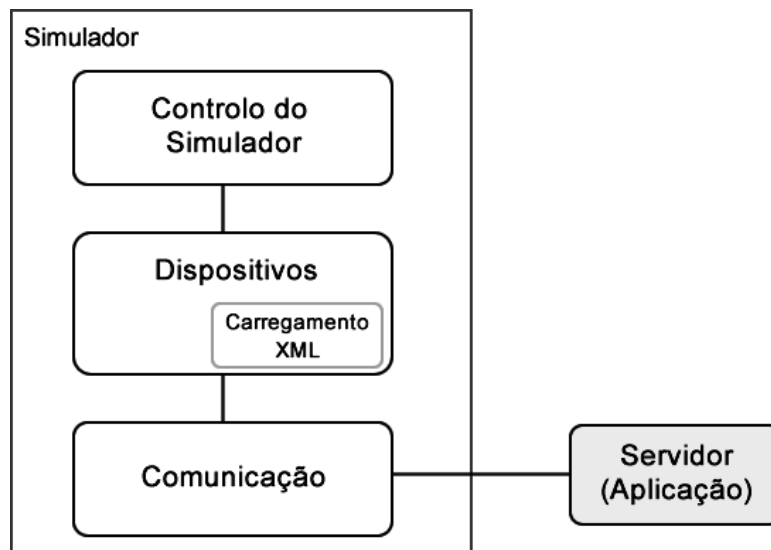 Simulador
Controlo do
Simulador
Dispositivos
Carregamento
XML
Comunicação
Servidor
(Aplicação)